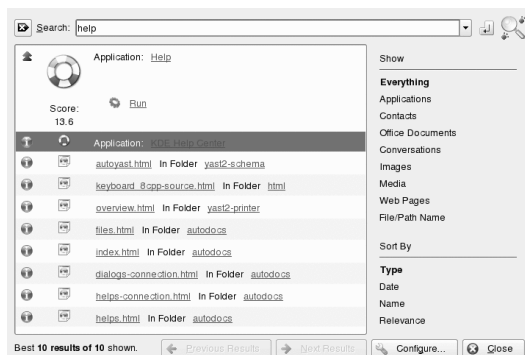 Search: help
Application: Help
Run
Score:
13.6
Application: KDE Help Center
autoyast.html In Folder yast2-schema
keyboard_8cpp-source.html In Folder html
overview.html In Folder yast2-printer
files.html In Folder autodocs
index.html In Folder autodocs
dialogs-connection.html In Folder autodocs
helps-connection.html In Folder autodocs
helps.html In Folder autodocs
Show
Everything
Applications
Contacts
Office Documents
Conversations
Images
Media
Web Pages
File/Path Name
Sort By
Type
Date
Name
Relevance
Best 10 results of 10 shown.
Previous Results
Next Results
Configure...
Close